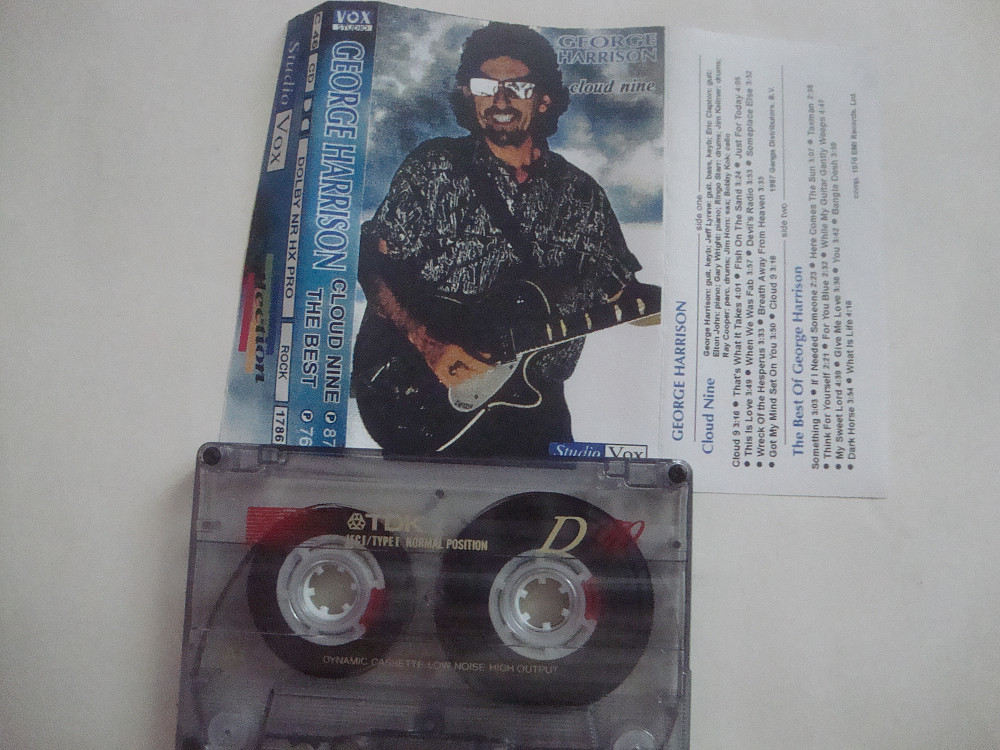 VOX
STUDIO
GEORGE HARRISON CLOUD NINE ℗ 87
THE BEST ℗ 76
C-46 CD DOLBY NR HX PRO ROCK 1786
Studio Vox
GEORGE
HARRISON
cloud nine
Studio Vox
GEORGE HARRISON
side one
Cloud Nine
George Harrison: guit, keyb; Jeff Lynne: guit, bass, keyb; Eric Clapton: guit;
Elton John: piano; Gary Wright: piano; Ringo Starr: drums; Jim Keltner: drums;
Ray Cooper: perc, drums; Jim Horn: sax; Bobby Kok: cello
Cloud 9 3:16 ● That's What It Takes 4:01 ● Fish On The Sand 3:24 ● Just For Today 4:05
● This Is Love 3:49 ● When We Was Fab 3:57 ● Devil's Radio 3:53 ● Someplace Else 3:52
● Wreck Of the Hesperus 3:33 ● Breath Away From Heaven 3:35
● Got My Mind Set On You 3:50 ● Cloud 9 3:16
1987 Ganga Distributors, B.V.
side two
The Best Of George Harrison
Something 3:03 ● If I Needed Someone 2:23 ● Here Comes The Sun 3:07 ● Taxman 2:38
● Think For Yourself 2:21 ● For You Blue 2:32 ● While My Guitar Gantly Weeps 4:47
● My Sweet Lord 4:39 ● Give Me Love 3:36 ● You 3:42 ● Bangla Desh 3:59
● Dark Horse 3:54 ● What Is Life 4:18
comp. 1976 EMI Records, Ltd.
TDK
IEC I/TYPE I NORMAL POSITION
D
DYNAMIC CASSETTE LOW NOISE HIGH OUTPUT